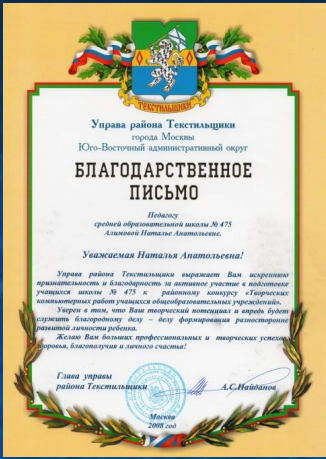 ТЕКСТИЛЬЩИКИ
Управа района Текстильщики
города Москвы
Юго-Восточный административный округ
БЛАГОДАРСТВЕННОЕ
ПИСЬМО
Педагогу
средней образовательной школы № 475
Алимовой Наталье Анатольевне.
Уважаемая Наталья Анатольевна!
Управа района Текстильщики выражает Вам искреннюю
признательность и благодарность за активное участие в подготовке
учащихся школы № 475 к районному конкурсу «Творческих
компьютерных работ учащихся общеобразовательных учреждений».
Уверен в том, что Ваш творческий потенциал и впредь будет
служить благородному делу – делу формирования разносторонне
развитой личности ребенка.
Желаю Вам больших профессиональных и творческих успехов,
здоровья, благополучия и личного счастья!
Глава управы
района Текстильщики
А.С.Найданов
Москва
2008 год